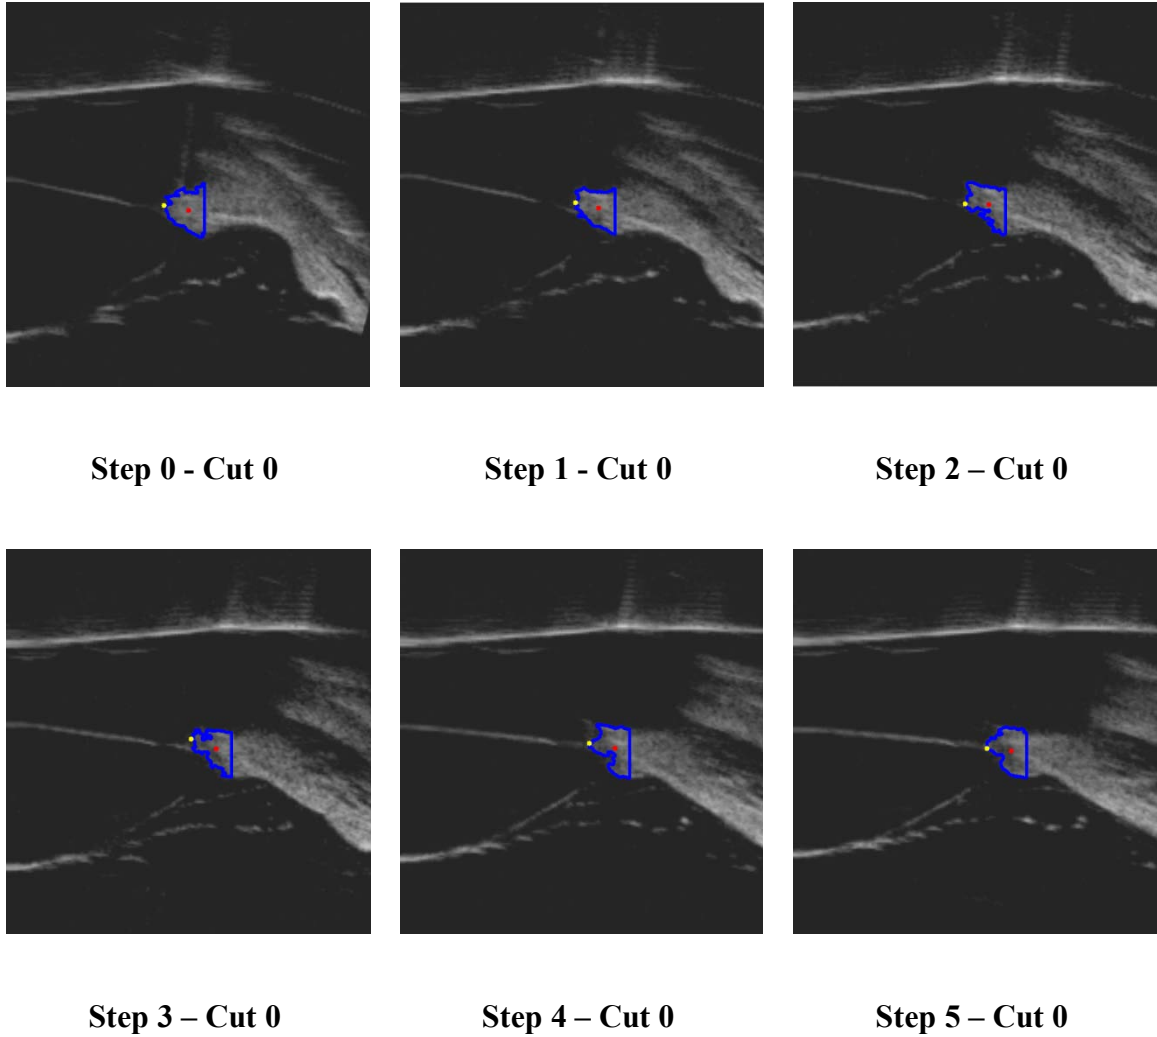 Step 0 - Cut 0
Step 1 - Cut 0
Step 2 – Cut 0
Step 3 – Cut 0
Step 4 – Cut 0
Step 5 – Cut 0